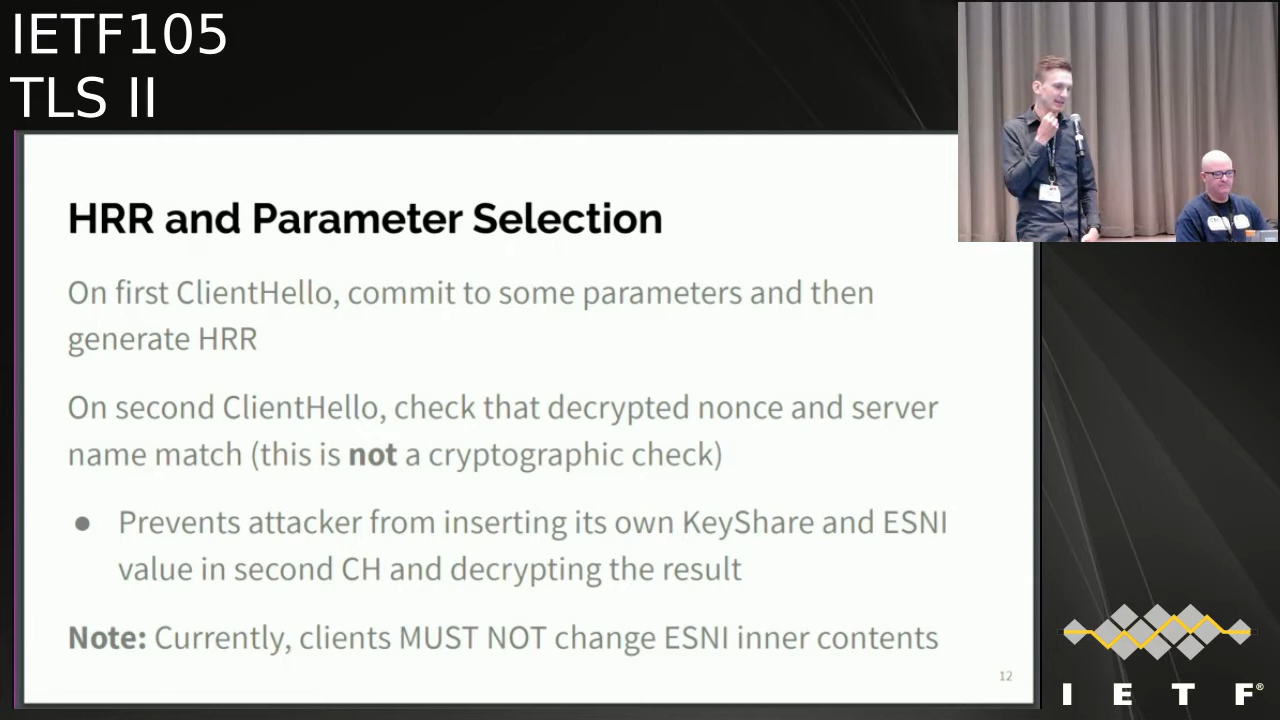 IETF105
TLS II
HRR and Parameter Selection
On first ClientHello, commit to some parameters and then
generate HRR
On second ClientHello, check that decrypted nonce and server
name match (this is not a cryptographic check)
● Prevents attacker from inserting its own KeyShare and ESNI
value in second CH and decrypting the result
Note: Currently, clients MUST NOT change ESNI inner contents
12
I E T F®